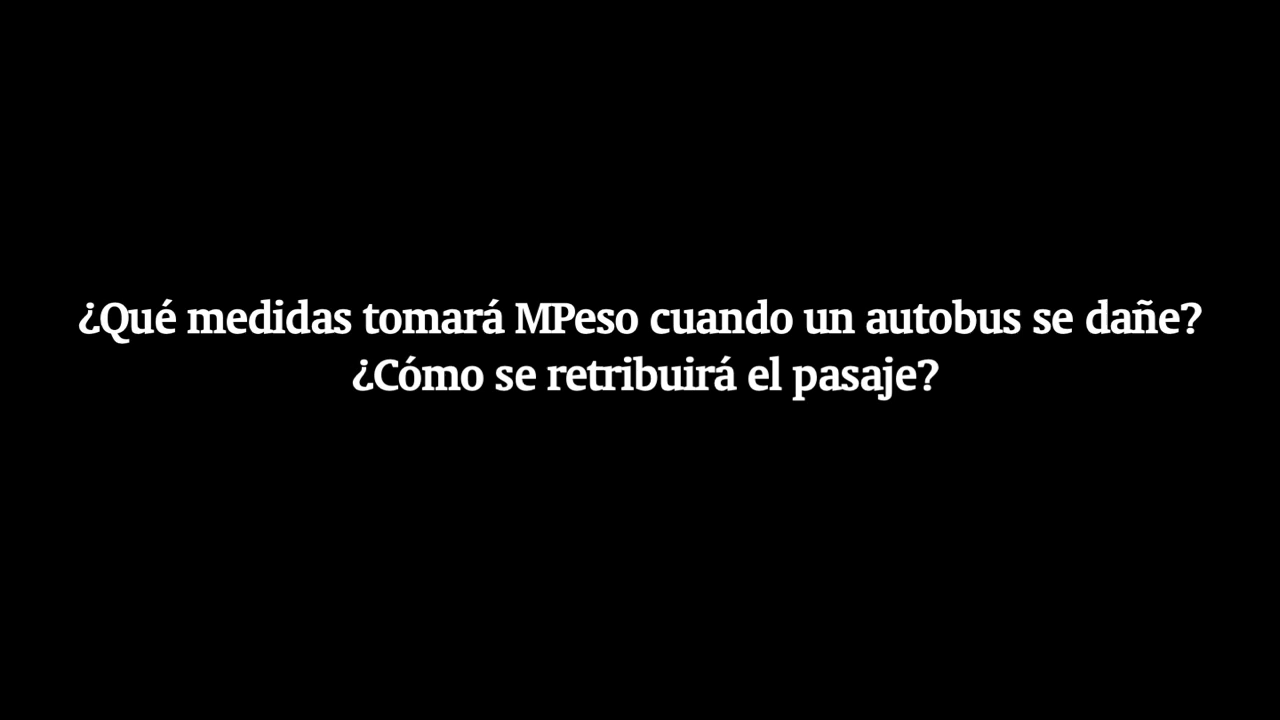 ¿Qué medidas tomará MPeso cuando un autobus se dañe?
¿Cómo se retribuirá el pasaje?